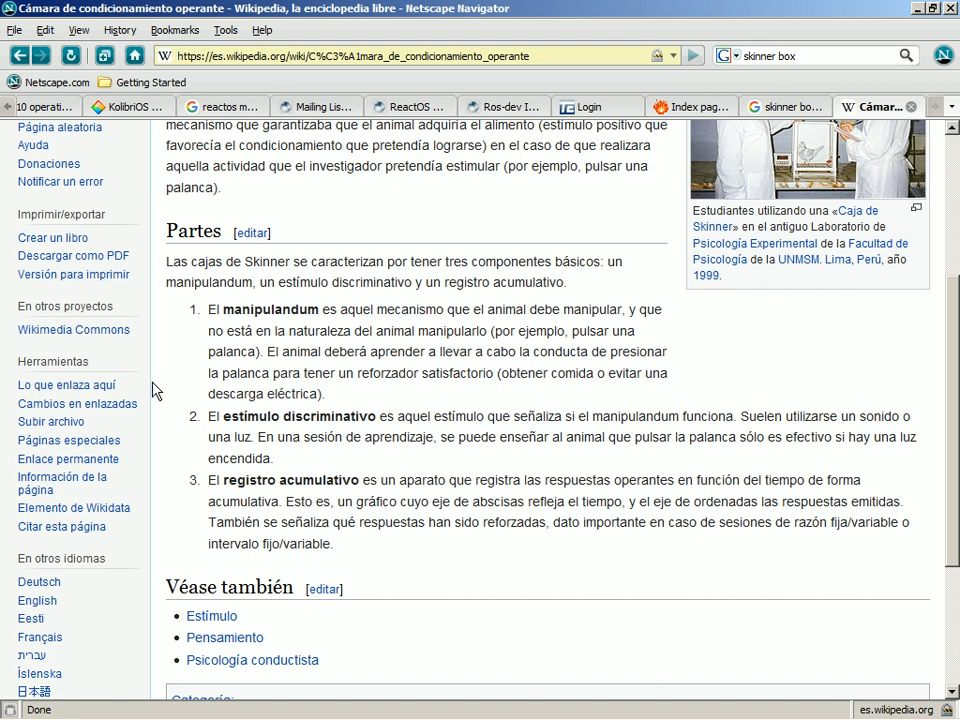 Cámara de condicionamiento operante - Wikipedia, la enciclopedia libre - Netscape Navigator
File Edit View History Bookmarks Tools Help
W https://es.wikipedia.org/wiki/C%C3%A1mara_de_condicionamiento_operante G skinner box N
Netscape.com Getting Started
10 operati... KolibriOS ... reactos m... Mailing Lis... ReactOS ... Ros-dev I... Login Index pag... skinner bo... Cámar...
Página aleatoria
Ayuda
Donaciones
Notificar un error
Imprimir/exportar
Crear un libro
Descargar como PDF
Versión para imprimir
En otros proyectos
Wikimedia Commons
Herramientas
Lo que enlaza aquí
Cambios en enlazadas
Subir archivo
Páginas especiales
Enlace permanente
Información de la
página
Elemento de Wikidata
Citar esta página
En otros idiomas
Deutsch
English
Eesti
Français
עברית
Íslenska
日本語
mecanismo que garantizaba que el animal adquiría el alimento (estímulo positivo que
favorecía el condicionamiento que pretendía lograrse) en el caso de que realizara
aquella actividad que el investigador pretendía estimular (por ejemplo, pulsar una
palanca).
Estudiantes utilizando una «Caja de
Skinner» en el antiguo Laboratorio de
Psicología Experimental de la Facultad de
Psicología de la UNMSM. Lima, Perú, año
1999.
Partes [editar]
Las cajas de Skinner se caracterizan por tener tres componentes básicos: un
manipulandum, un estímulo discriminativo y un registro acumulativo.
1. El manipulandum es aquel mecanismo que el animal debe manipular, y que
no está en la naturaleza del animal manipularlo (por ejemplo, pulsar una
palanca). El animal deberá aprender a llevar a cabo la conducta de presionar
la palanca para tener un reforzador satisfactorio (obtener comida o evitar una
descarga eléctrica).
2. El estímulo discriminativo es aquel estímulo que señaliza si el manipulandum funciona. Suelen utilizarse un sonido o
una luz. En una sesión de aprendizaje, se puede enseñar al animal que pulsar la palanca sólo es efectivo si hay una luz
encendida.
3. El registro acumulativo es un aparato que registra las respuestas operantes en función del tiempo de forma
acumulativa. Esto es, un gráfico cuyo eje de abscisas refleja el tiempo, y el eje de ordenadas las respuestas emitidas.
También se señaliza qué respuestas han sido reforzadas, dato importante en caso de sesiones de razón fija/variable o
intervalo fijo/variable.
Véase también [editar]
• Estímulo
• Pensamiento
• Psicología conductista
Categoría:
Done es.wikipedia.org